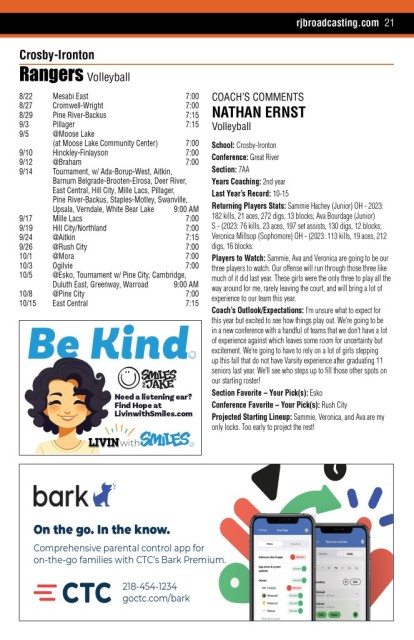 rjbroadcasting.com 21
Crosby-Ironton
Rangers Volleyball
8/22 Mesabi East 7:00
8/27 Cromwell-Wright 7:00
8/29 Pine River-Backus 7:15
9/3 Pillager 7:15
9/5 @Moose Lake
(at Moose Lake Community Center) 7:00
9/10 Hinckley-Finlayson 7:00
9/12 @Braham 7:00
9/14 Tournament, w/ Ada-Borup-West, Aitkin,
Barnum Belgrade-Brooten-Elrosa, Deer River,
East Central, Hill City, Mille Lacs, Pillager,
Pine River-Backus, Staples-Motley, Swanville,
Upsala, Verndale, White Bear Lake 9:00 AM
9/17 Mille Lacs 7:00
9/19 Hill City/Northland 7:00
9/24 @Aitkin 7:15
9/26 @Rush City 7:00
10/1 @Mora 7:00
10/3 Ogilvie 7:00
10/5 @Esko, Tournament w/ Pine City, Cambridge,
Duluth East, Greenway, Warroad 9:00 AM
10/8 @Pine City 7:00
10/15 East Central 7:15
COACH'S COMMENTS
NATHAN ERNST
Volleyball
School: Crosby-Ironton
Conference: Great River
Section: 7AA
Years Coaching: 2nd year
Last Year's Record: 10-15
Returning Players Stats: Sammie Hachey (Junior) OH - 2023:
182 kills, 21 aces, 272 digs, 13 blocks; Ava Bourdage (Junior)
S - (2023: 76 kills, 23 aces, 197 set assists, 130 digs, 12 blocks;
Veronica Millsop (Sophomore) OH - (2023: 113 kills, 19 aces, 212
digs, 16 blocks.
Players to Watch: Sammie, Ava and Veronica are going to be our
three players to watch. Our offense will run through those three like
much of it did last year. These girls were the only three to play all the
way around for me, rarely leaving the court, and will bring a lot of
experience to our team this year.
Coach's Outlook/Expectations: I'm unsure what to expect for
this year but excited to see how things play out. We're going to be
in a new conference with a handful of teams that we don't have a lot
of experience against which leaves some room for uncertainty but
excitement. We're going to have to rely on a lot of girls stepping
up this fall that do not have Varsity experience after graduating 11
seniors last year. We'll see who steps up to fill those other spots on
our starting roster!
Section Favorite – Your Pick(s): Esko
Conference Favorite – Your Pick(s): Rush City
Projected Starting Lineup: Sammie, Veronica, and Ava are my
only locks. Too early to project the rest!
Be Kind
SMILES
JAKE
Need a listening ear?
Find Hope at
LivinwithSmiles.com
LIVIN with SMILES
bark
On the go. In the know.
Comprehensive parental control app for
on-the-go families with CTC's Bark Premium.
CTC
218-454-1234
goctc.com/bark